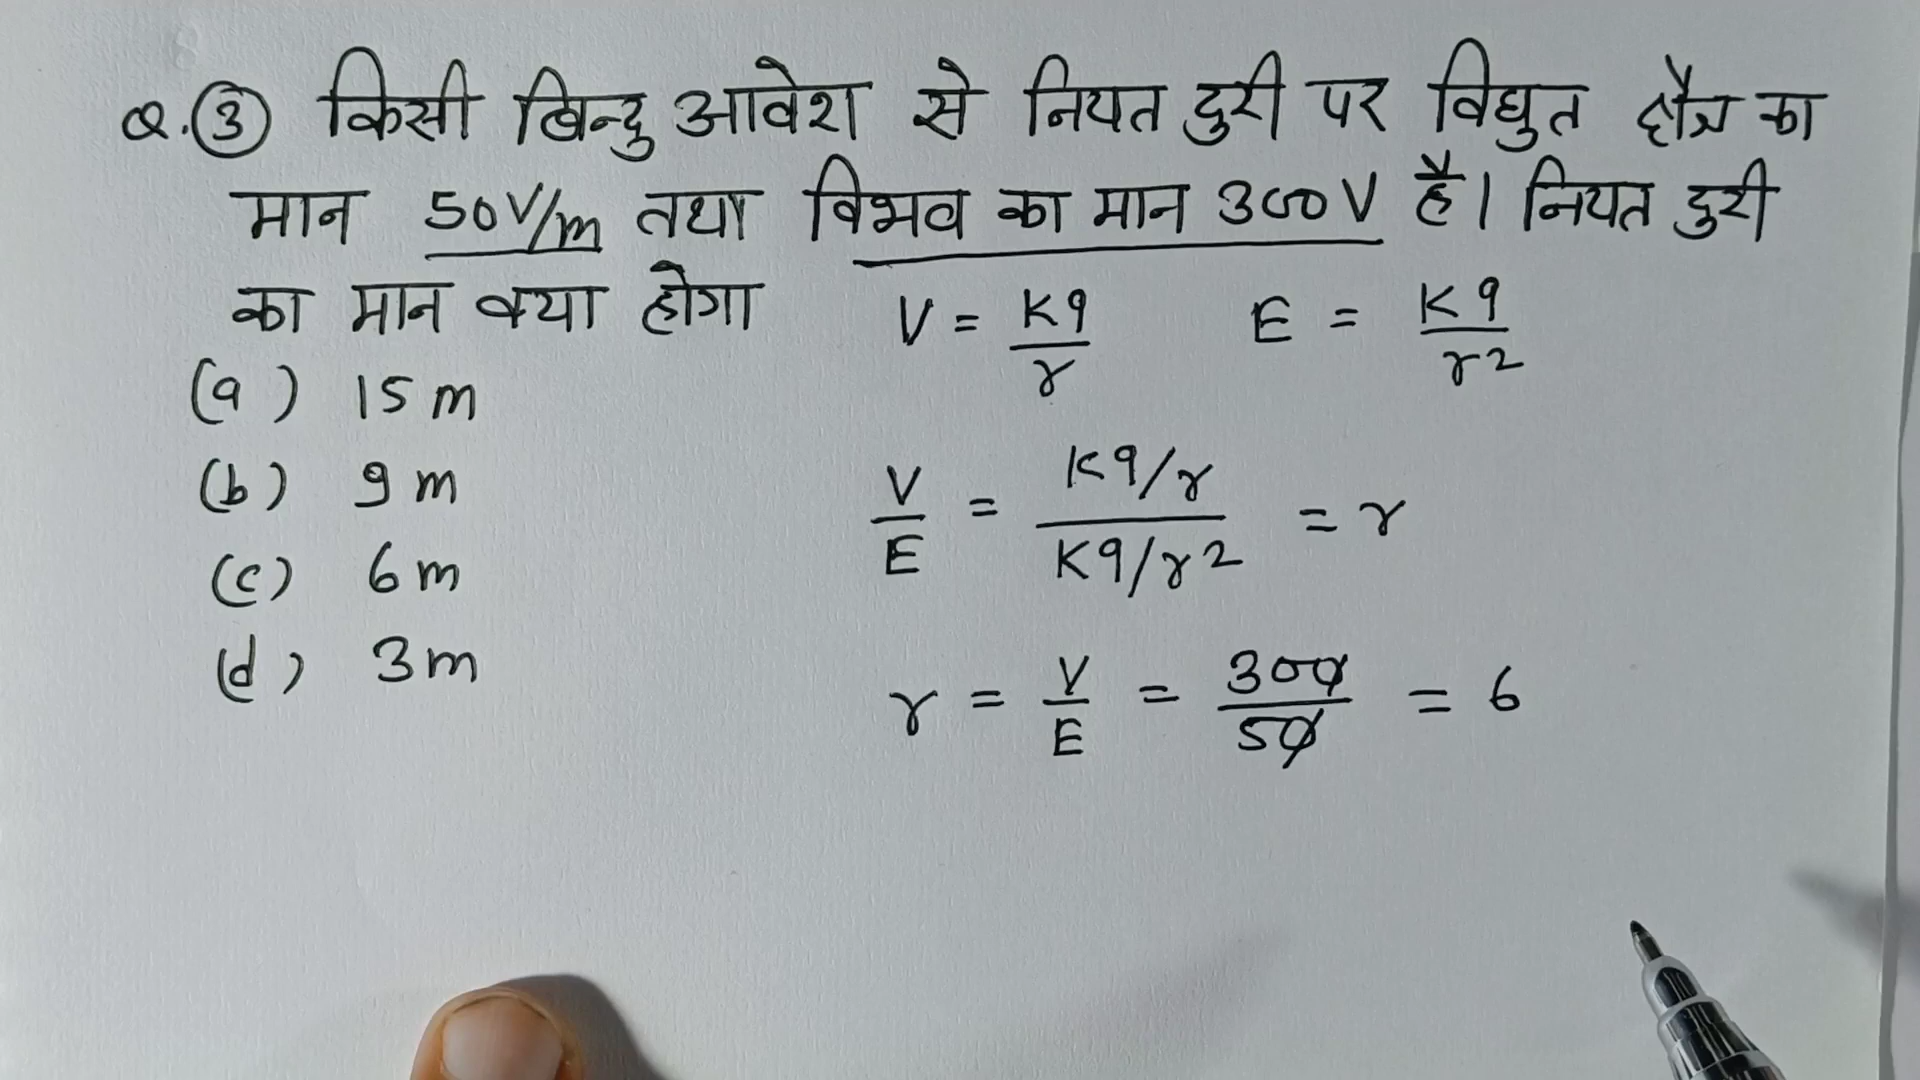 Q.③ किसी बिन्दु आवेश से नियत दुरी पर विधुत क्षैत्र का
मान 50V/m तथा विभव का मान 300V है। नियत दुरी
का मान क्या होगा
(a) 15m
(b) 9m
(c) 6m
(d) 3m
V = Kq/r E = Kq/r2
V/E = Kq/r / Kq/r2 = r
r = V/E = 300/50 = 6